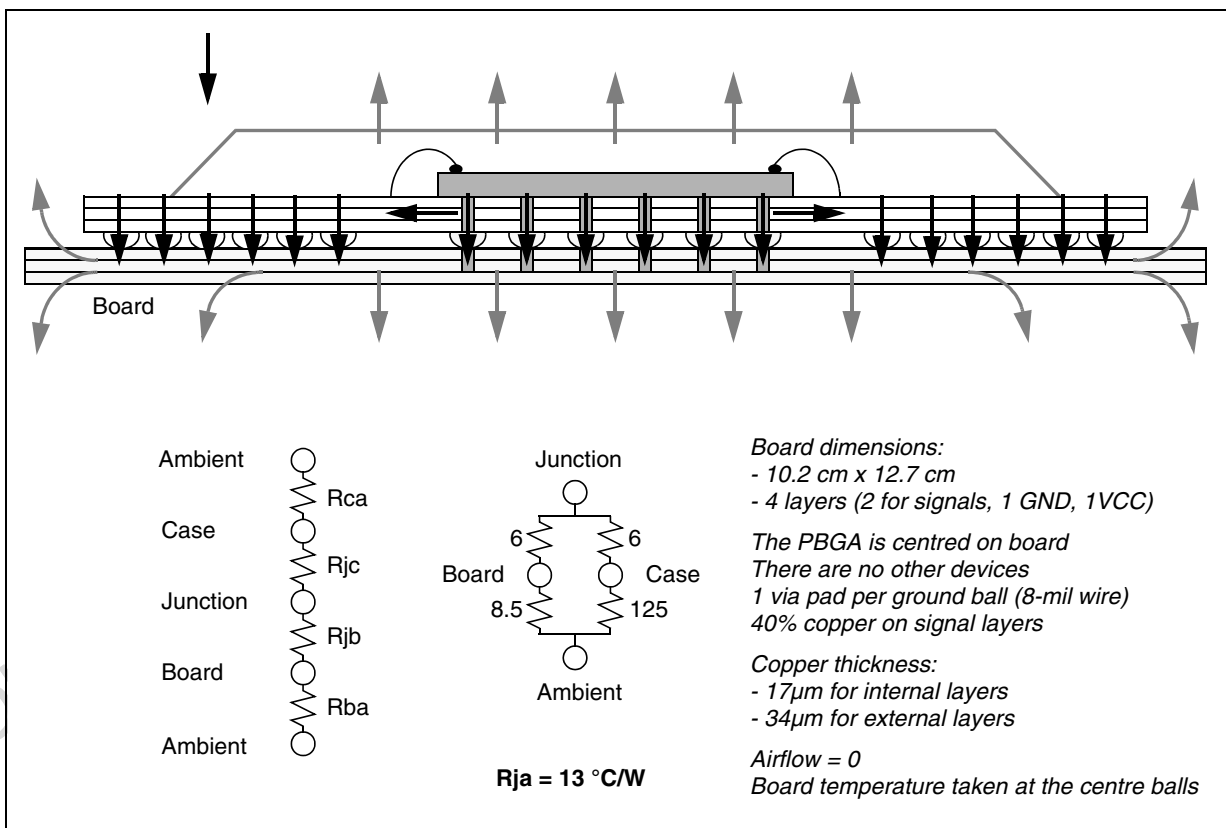 Board
Ambient
Rca
Case
Rjc
Junction
Rjb
Board
Rba
Ambient
Junction
6
6
Board
Case
8.5
125
Ambient
Rja = 13 °C/W
Board dimensions:
- 10.2 cm x 12.7 cm
- 4 layers (2 for signals, 1 GND, 1VCC)
The PBGA is centred on board
There are no other devices
1 via pad per ground ball (8-mil wire)
40% copper on signal layers
Copper thickness:
- 17µm for internal layers
- 34µm for external layers
Airflow = 0
Board temperature taken at the centre balls